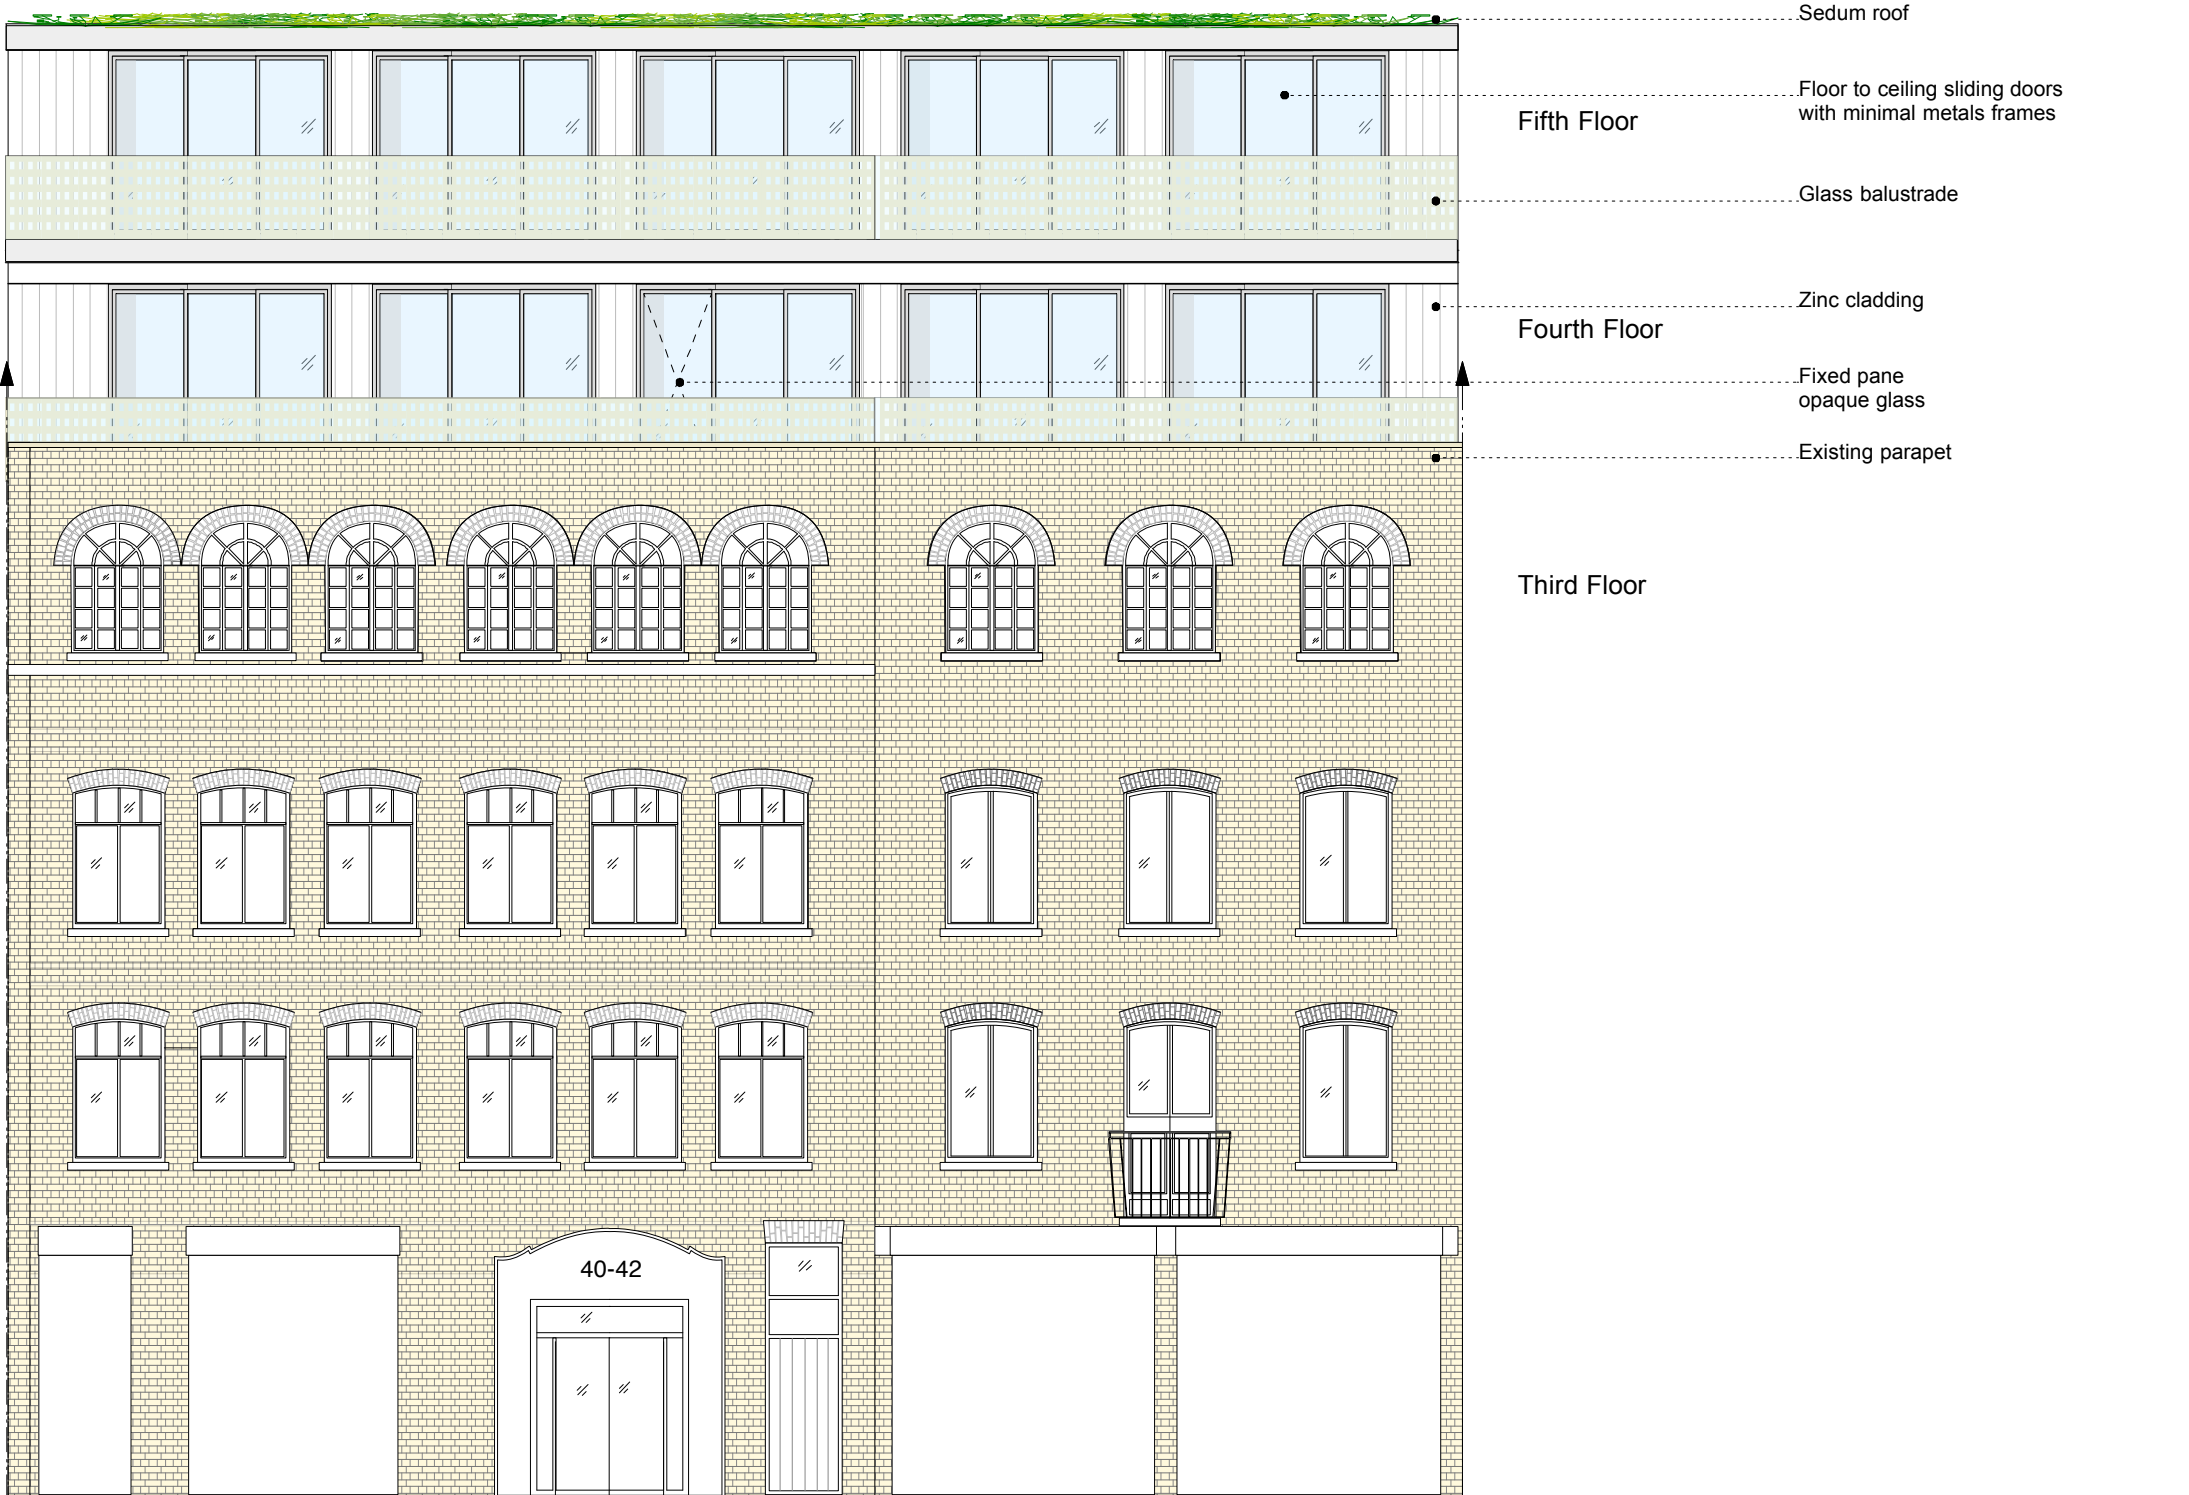 Sedum roof
Floor to ceiling sliding doors
with minimal metals frames
Fifth Floor
Glass balustrade
Zinc cladding
Fourth Floor
Fixed pane
opaque glass
Existing parapet
Third Floor
40-42